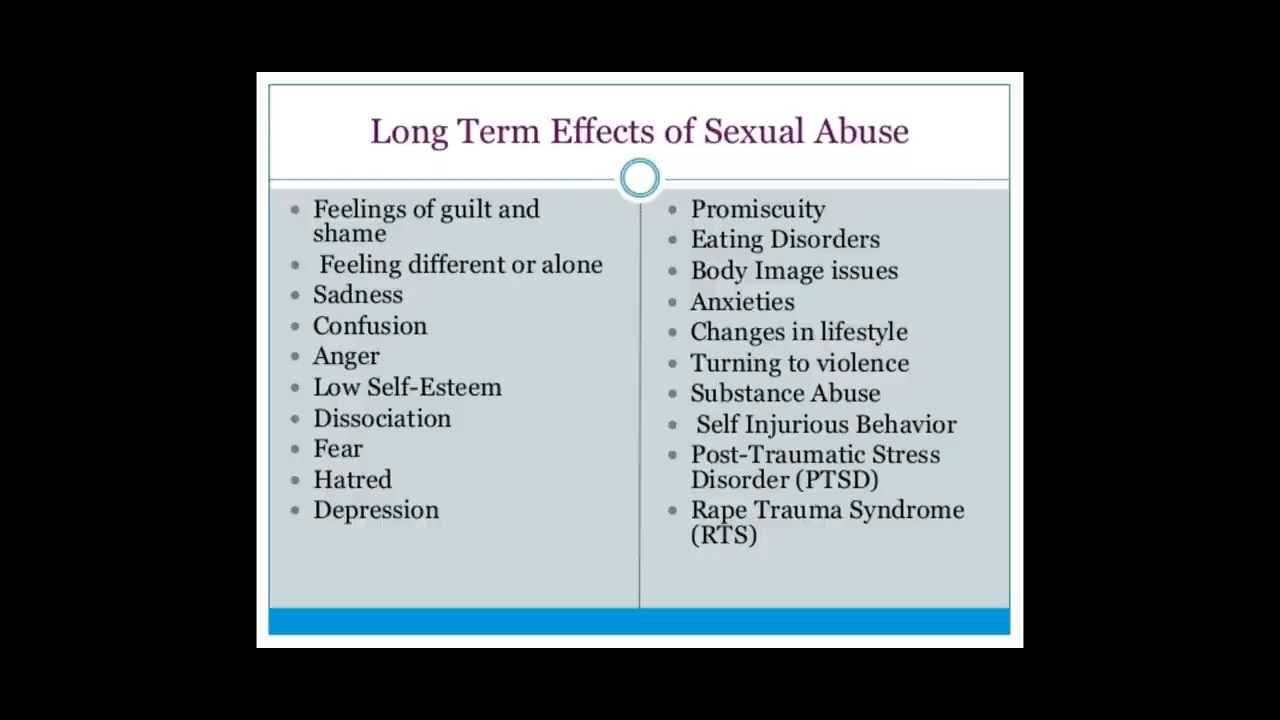 Long Term Effects of Sexual Abuse
• Feelings of guilt and
shame
• Feeling different or alone
• Sadness
• Confusion
• Anger
• Low Self-Esteem
• Dissociation
• Fear
• Hatred
• Depression
• Promiscuity
• Eating Disorders
• Body Image issues
• Anxieties
• Changes in lifestyle
• Turning to violence
• Substance Abuse
• Self Injurious Behavior
• Post-Traumatic Stress
Disorder (PTSD)
• Rape Trauma Syndrome
(RTS)